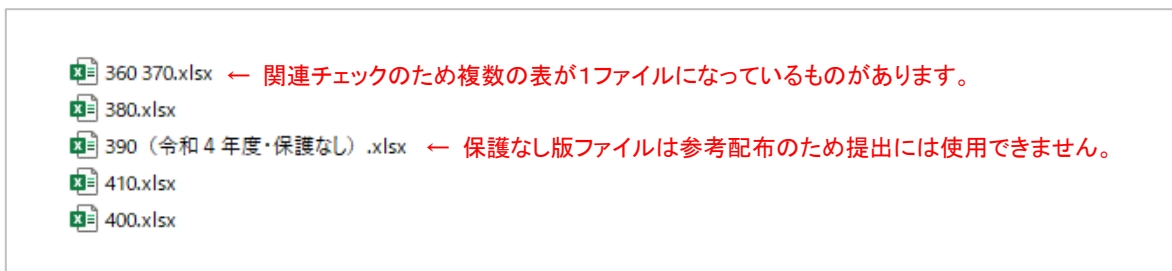 360 370.xlsx ← 関連チェックのため複数の表が1ファイルになっているものがあります。
380.xlsx
390（令和４年度・保護なし）.xlsx ← 保護なし版ファイルは参考配布のため提出には使用できません。
410.xlsx
400.xlsx